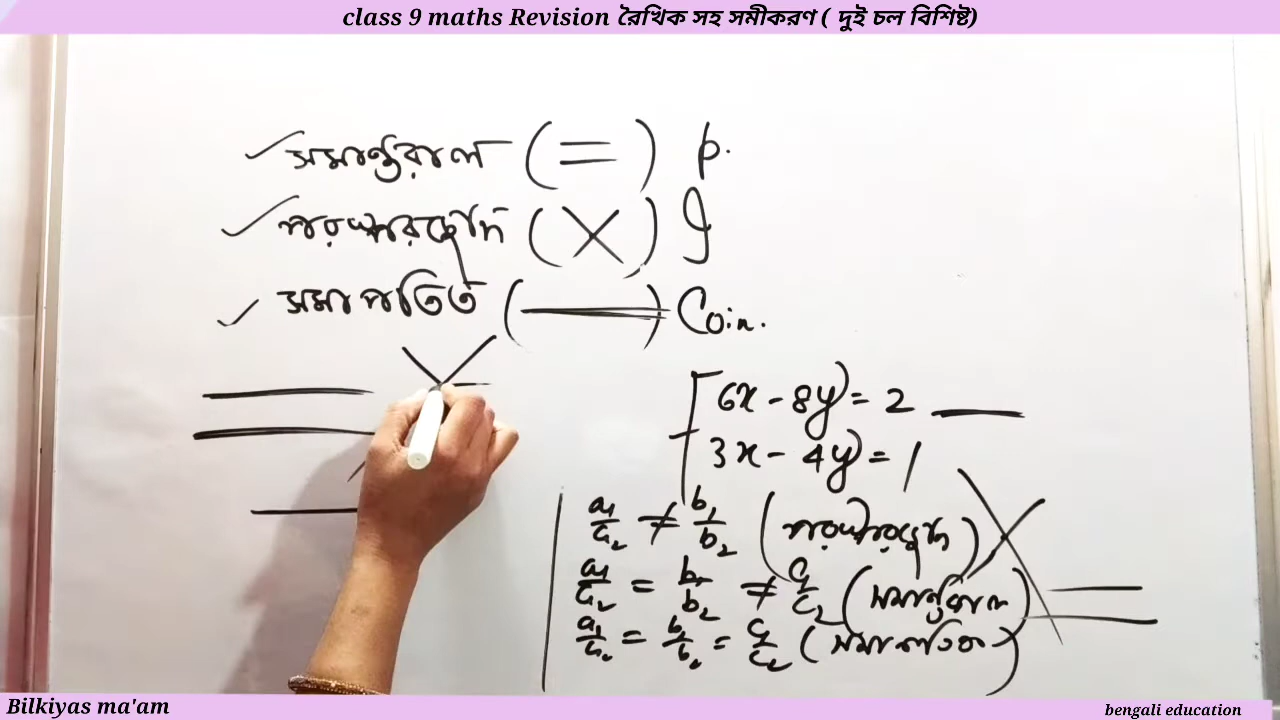 class 9 maths Revision রৈখিক সহ সমীকরণ ( দুই চল বিশিষ্ট)
সমান্তরাল ( = ) p.
পরস্পরছেদি ( X ) I
সমাপতিত ( — ) Coin.
6x - 8y = 2
3x - 4y = 1
a₁/a₂ ≠ b₁/b₂ (পরস্পরছেদি)
a₁/a₂ = b₁/b₂ ≠ c₁/c₂ (সমান্তরাল)
a₁/a₂ = b₁/b₂ = c₁/c₂ (সমাপতিত)
Bilkiyas ma'am
bengali education